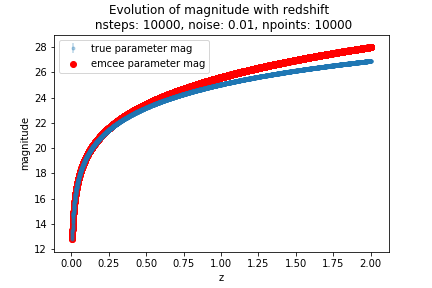 Evolution of magnitude with redshift
nsteps: 10000, noise: 0.01, npoints: 10000
true parameter mag
emcee parameter mag
magnitude
28
26
24
22
20
18
16
14
12
0.00 0.25 0.50 0.75 1.00 1.25 1.50 1.75 2.00
z